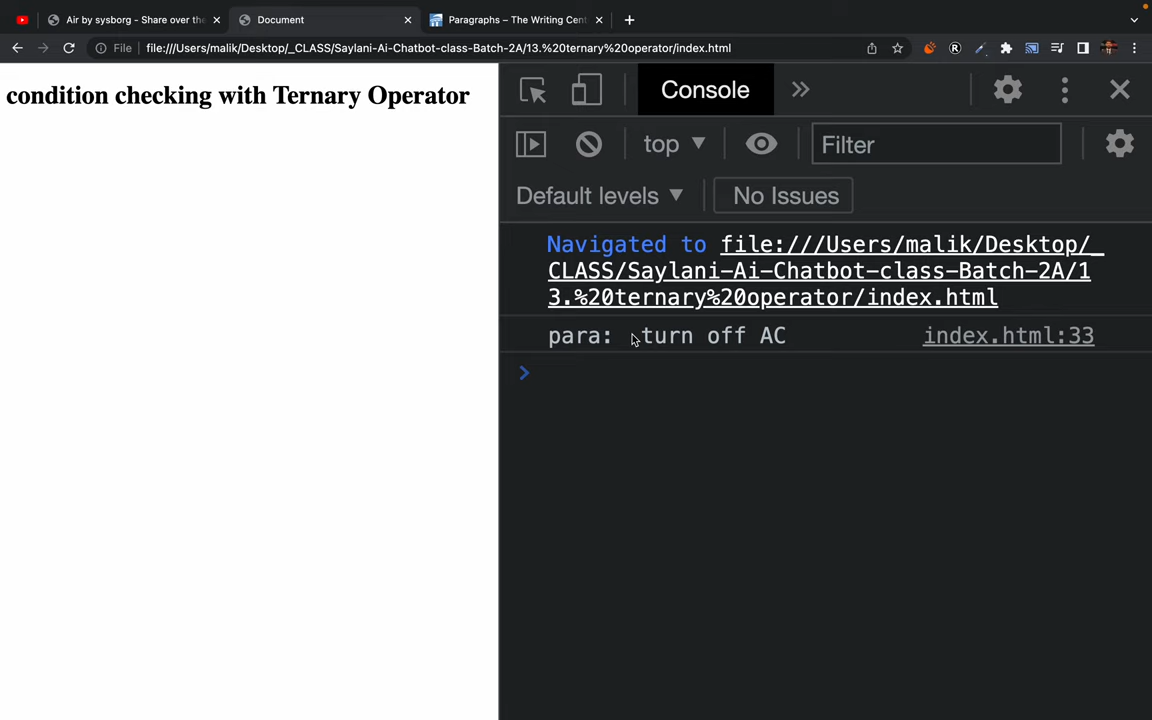 Air by sysborg - Share over the
Document
Paragraphs – The Writing Cent
File
file:///Users/malik/Desktop/_CLASS/Saylani-Ai-Chatbot-class-Batch-2A/13.%20ternary%20operator/index.html
condition checking with Ternary Operator
Console
top
Filter
Default levels
No Issues
Navigated to file:///Users/malik/Desktop/_
CLASS/Saylani-Ai-Chatbot-class-Batch-2A/1
3.%20ternary%20operator/index.html
para: turn off AC index.html:33